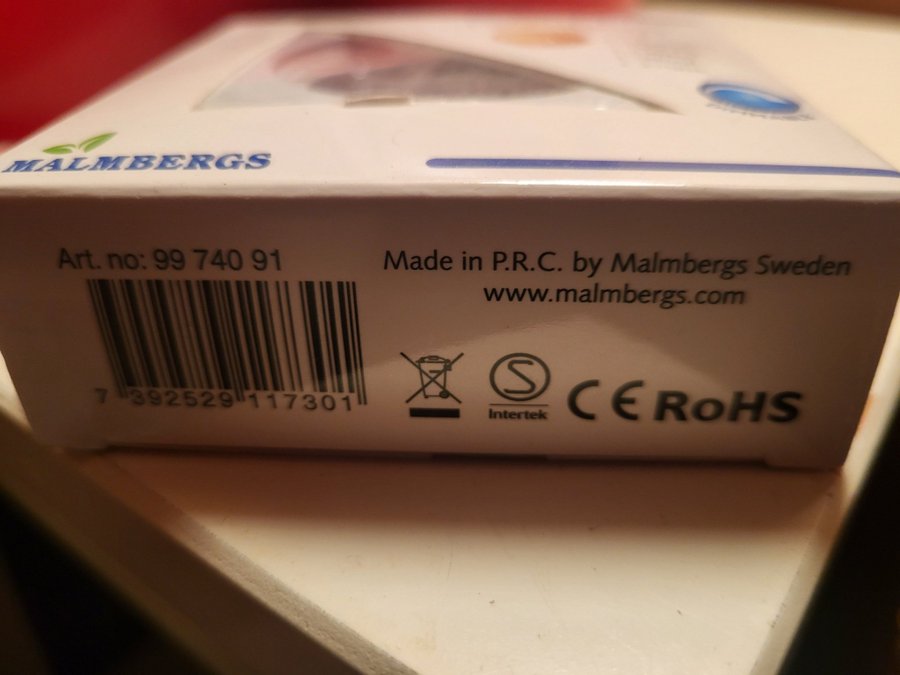 MALMBERGS
Art. no: 99 740 91
7 392529 117301
Made in P.R.C. by Malmbergs Sweden
www.malmbergs.com
S
Intertek
CE RoHS